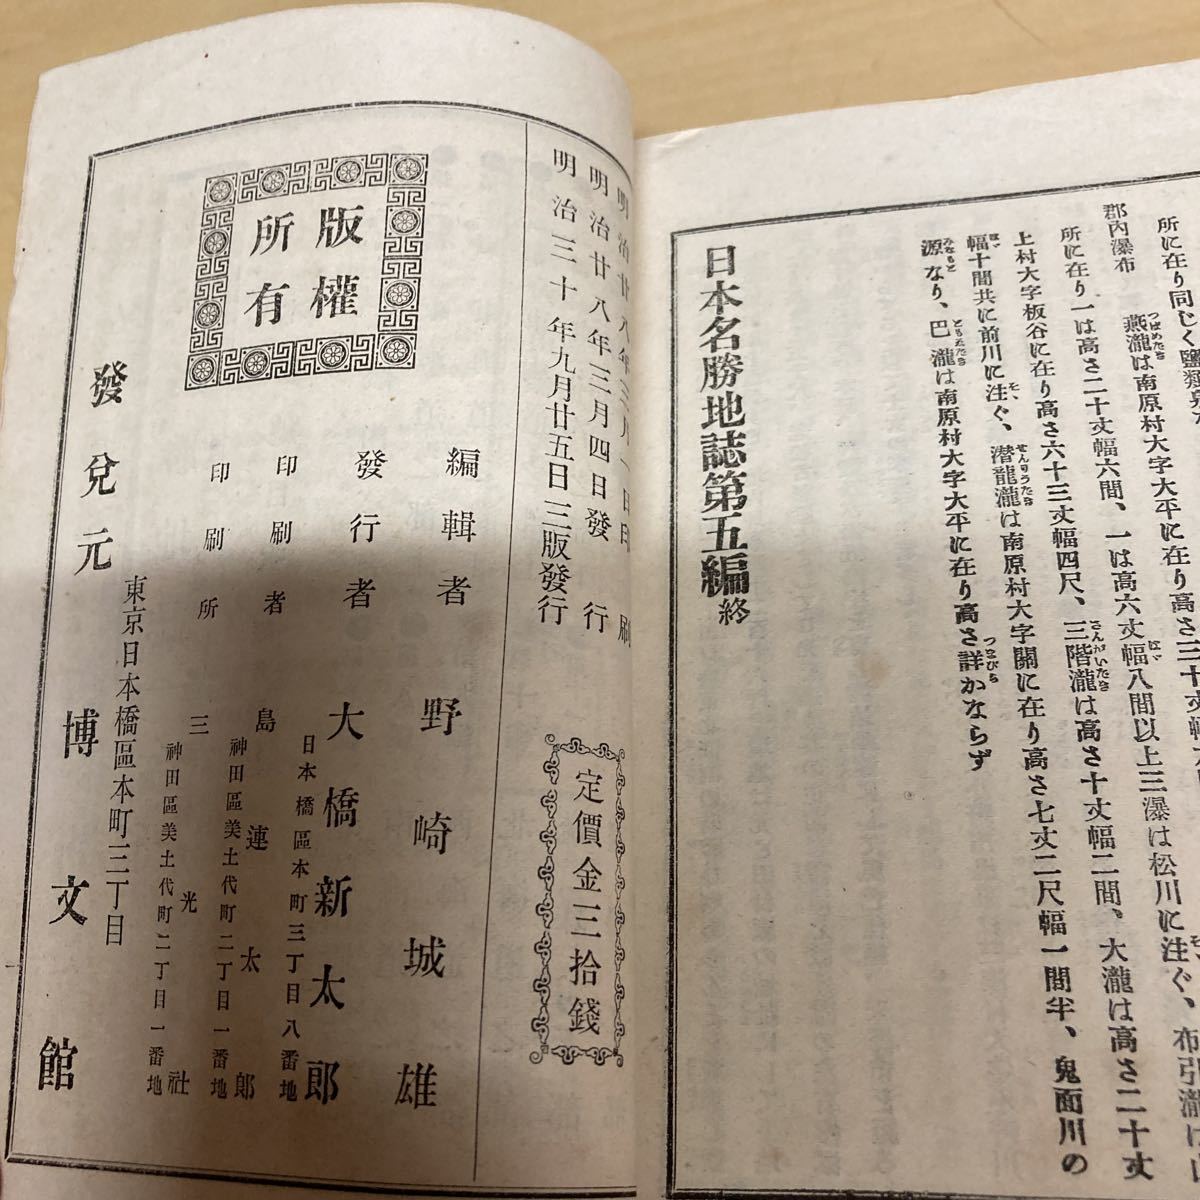 所に在り同じく鹽類泉
郡内瀑布 燕瀧は南原村大字大平に在り高さ三十丈幅
所に在り一は高さ二十丈幅六間、一は高六丈幅八間以上三瀑は松川に注ぐ、布引瀧は
上村大字板谷に在り高さ六十三丈幅四尺、三階瀧は高さ十丈幅二間、大瀧は高さ二十丈
幅十間共に前川に注ぐ、潜龍瀧は南原村大字關に在り高さ七丈二尺幅一間半、鬼面川の
源なり、巴瀧は南原村大字大平に在り高さ詳かならず
日本名勝地誌第五編終
明治廿八年三月一日印刷
明治廿八年三月四日發行
明治三十年九月廿五日三版發行
定價金三拾錢
版權
所有
編輯者 野崎城雄
發行者 大橋新太郎
日本橋區本町三丁目八番地
印刷者 島連太郎
神田區美土代町二丁目一番地
印刷所 三光社
神田區美土代町二丁目一番地
東京日本橋區本町三丁目
發兌元 博文館